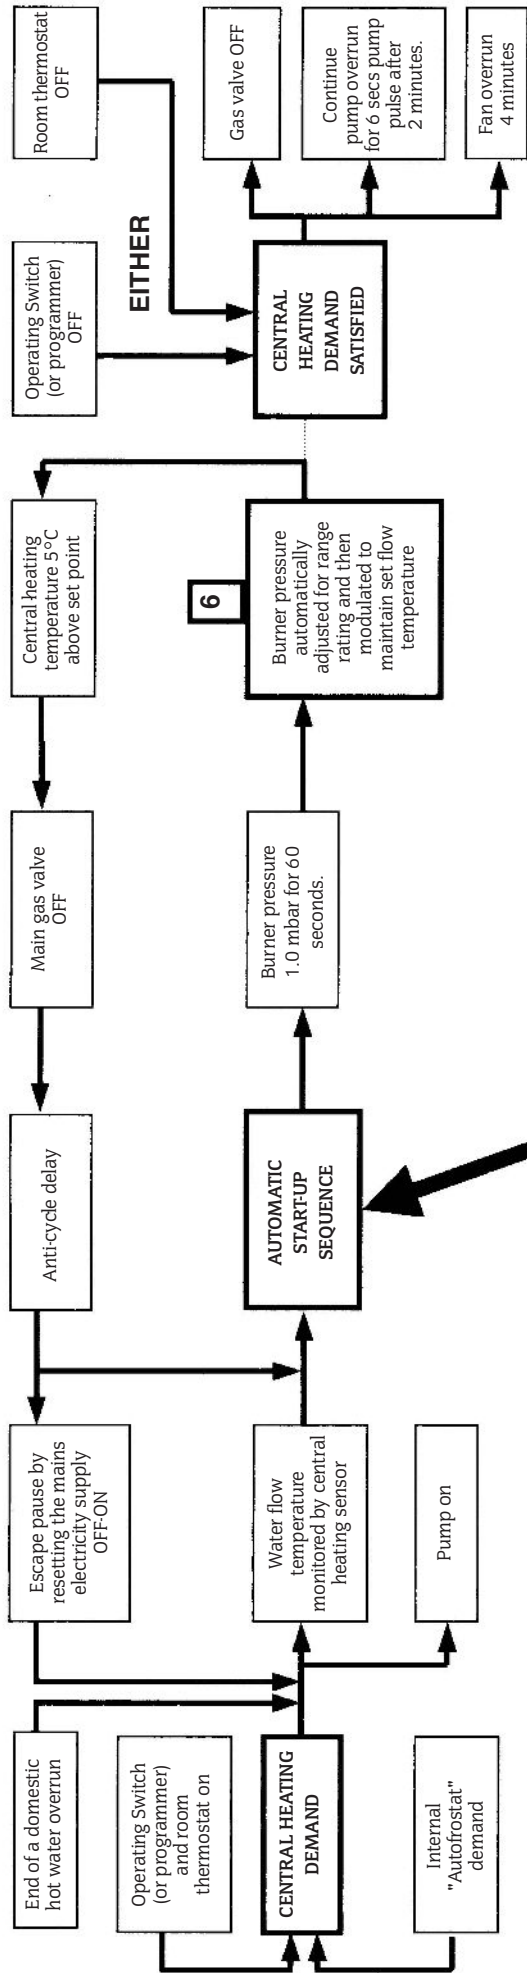 End of a domestic
hot water overrun
Operating Switch
(or programmer)
and room
thermostat on
CENTRAL HEATING
DEMAND
Internal
"Autofrostat"
demand
Escape pause by
resetting the mains
electricity supply
OFF-ON
Water flow
temperature
monitored by central
heating sensor
Pump on
Anti-cycle delay
AUTOMATIC
START-UP
SEQUENCE
Main gas valve
OFF
Burner pressure
1.0 mbar for 60
seconds.
Central heating
temperature 5°C
above set point
6
Burner pressure
automatically
adjusted for range
rating and then
modulated to
maintain set flow
temperature
Operating Switch
(or programmer)
OFF
EITHER
Room thermostat
OFF
CENTRAL
HEATING
DEMAND
SATISFIED
Gas valve OFF
Continue
pump overrun
for 6 secs pump
pulse after
2 minutes.
Fan overrun
4 minutes